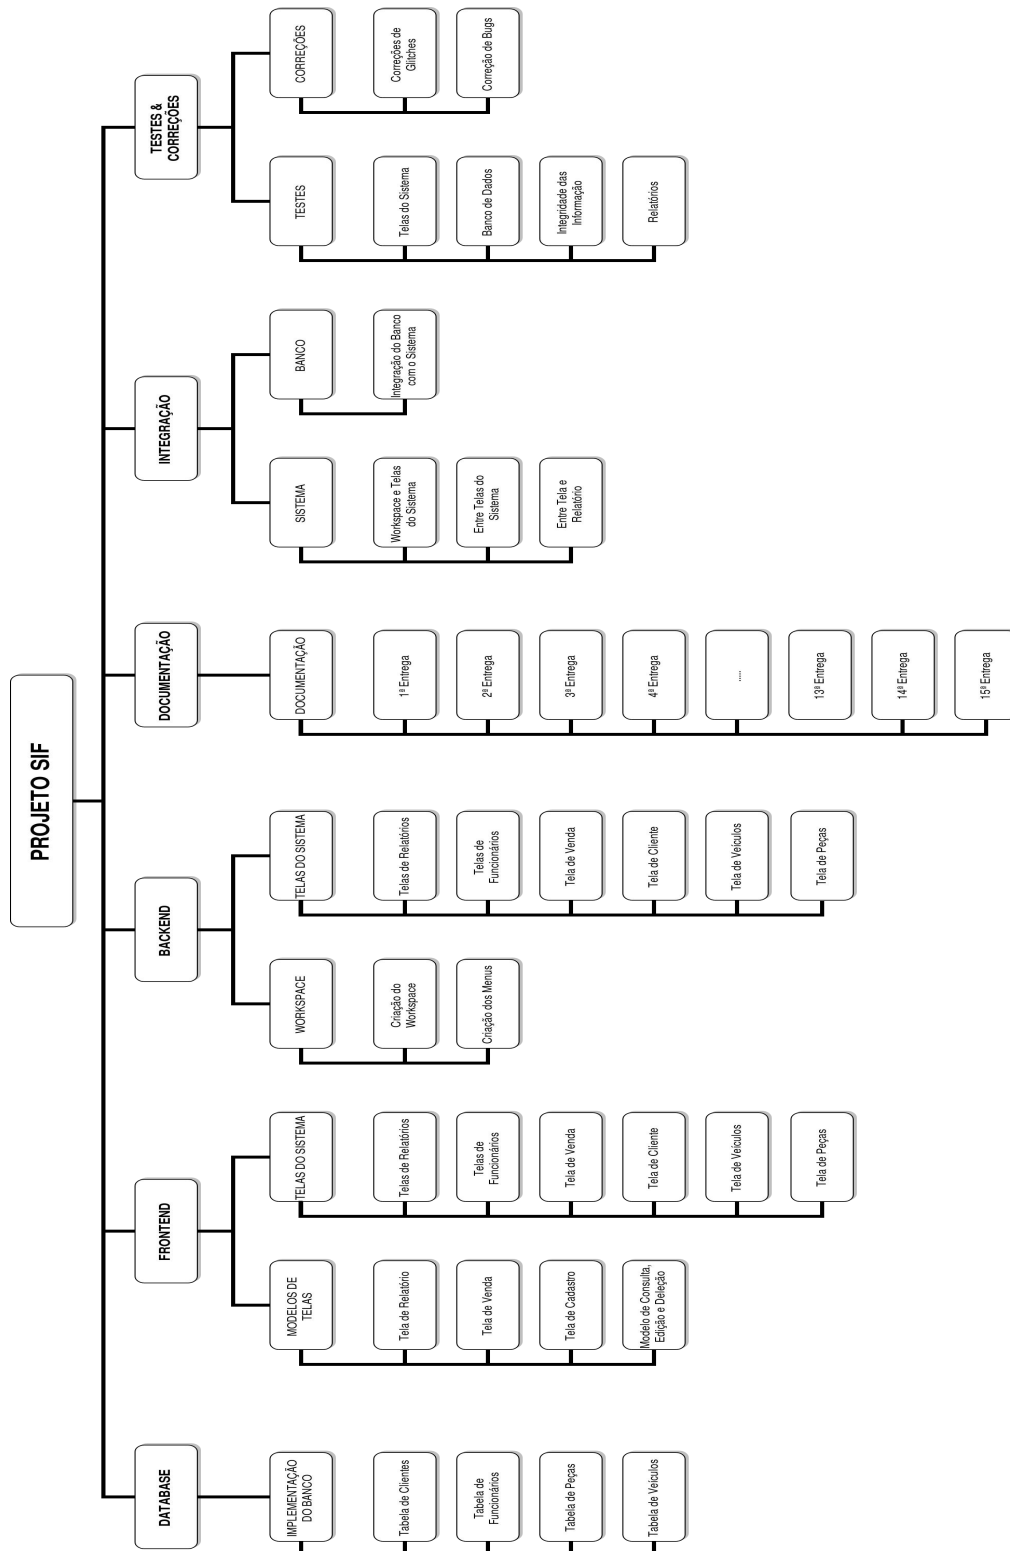 PROJETO SIF
DATABASE
IMPLEMENTAÇÃO
DO BANCO
Tabela de Clientes
Tabela de
Funcionários
Tabela de Peças
Tabela de Veículos
FRONTEND
MODELOS DE
TELAS
Tela de Relatório
Tela de Venda
Tela de Cadastro
Modelo de Consulta,
Edição e Deleção
TELAS DO SISTEMA
Telas de Relatórios
Telas de
Funcionários
Tela de Venda
Tela de Cliente
Tela de Veículos
Tela de Peças
BACKEND
WORKSPACE
Criação do
Workspace
Criação dos Menus
TELAS DO SISTEMA
Telas de Relatórios
Telas de
Funcionários
Tela de Venda
Tela de Cliente
Tela de Veículos
Tela de Peças
DOCUMENTAÇÃO
DOCUMENTAÇÃO
1ª Entrega
2ª Entrega
3ª Entrega
4ª Entrega
.....
13ª Entrega
14ª Entrega
15ª Entrega
INTEGRAÇÃO
SISTEMA
Workspace e Telas
do Sistema
Entre Telas do
Sistema
Entre Tela e
Relatório
BANCO
Integração do Banco
com o Sistema
TESTES &
CORREÇÕES
TESTES
Telas do Sistema
Banco de Dados
Integridade das
Informação
Relatórios
CORREÇÕES
Correções de
Glitches
Correção de Bugs